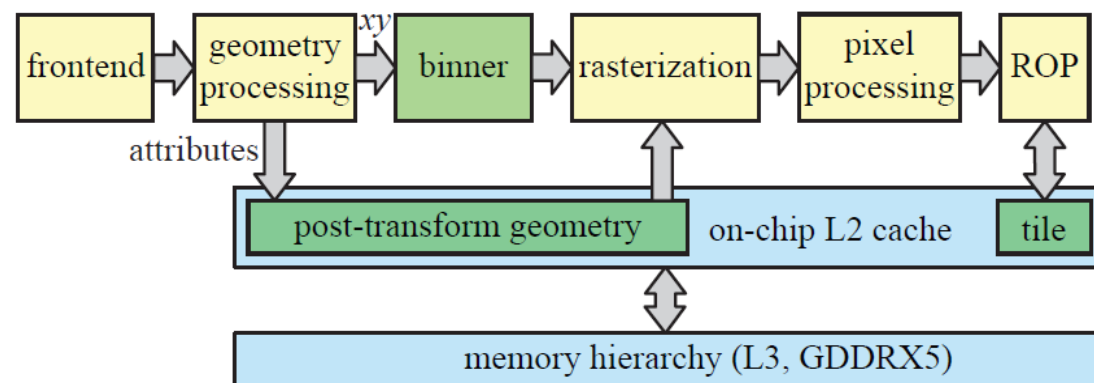 frontend
geometry
processing
xy
binner
rasterization
pixel
processing
ROP
attributes
post-transform geometry
on-chip L2 cache
tile
memory hierarchy (L3, GDDRX5)